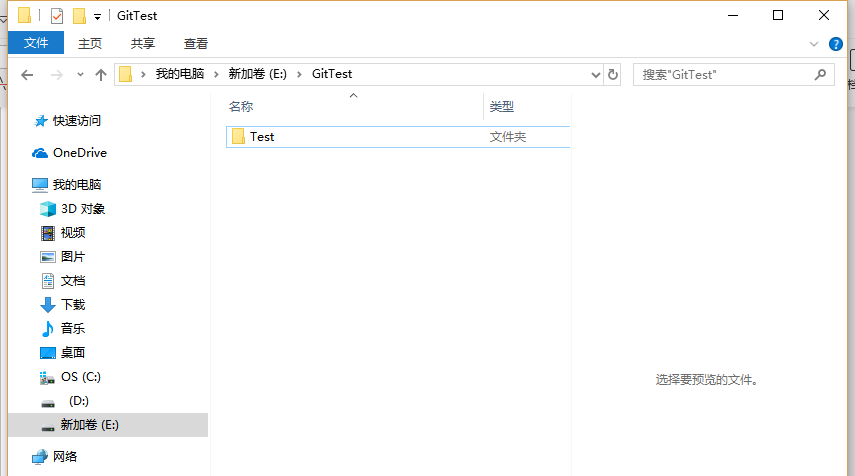 GitTest
文件 主页 共享 查看
我的电脑 新加卷 (E:) GitTest 搜索"GitTest"
名称 类型
快速访问
Test 文件夹
OneDrive
我的电脑
3D 对象
视频
图片
文档
下载
音乐
桌面
选择要预览的文件。
OS (C:)
(D:)
新加卷 (E:)
网络